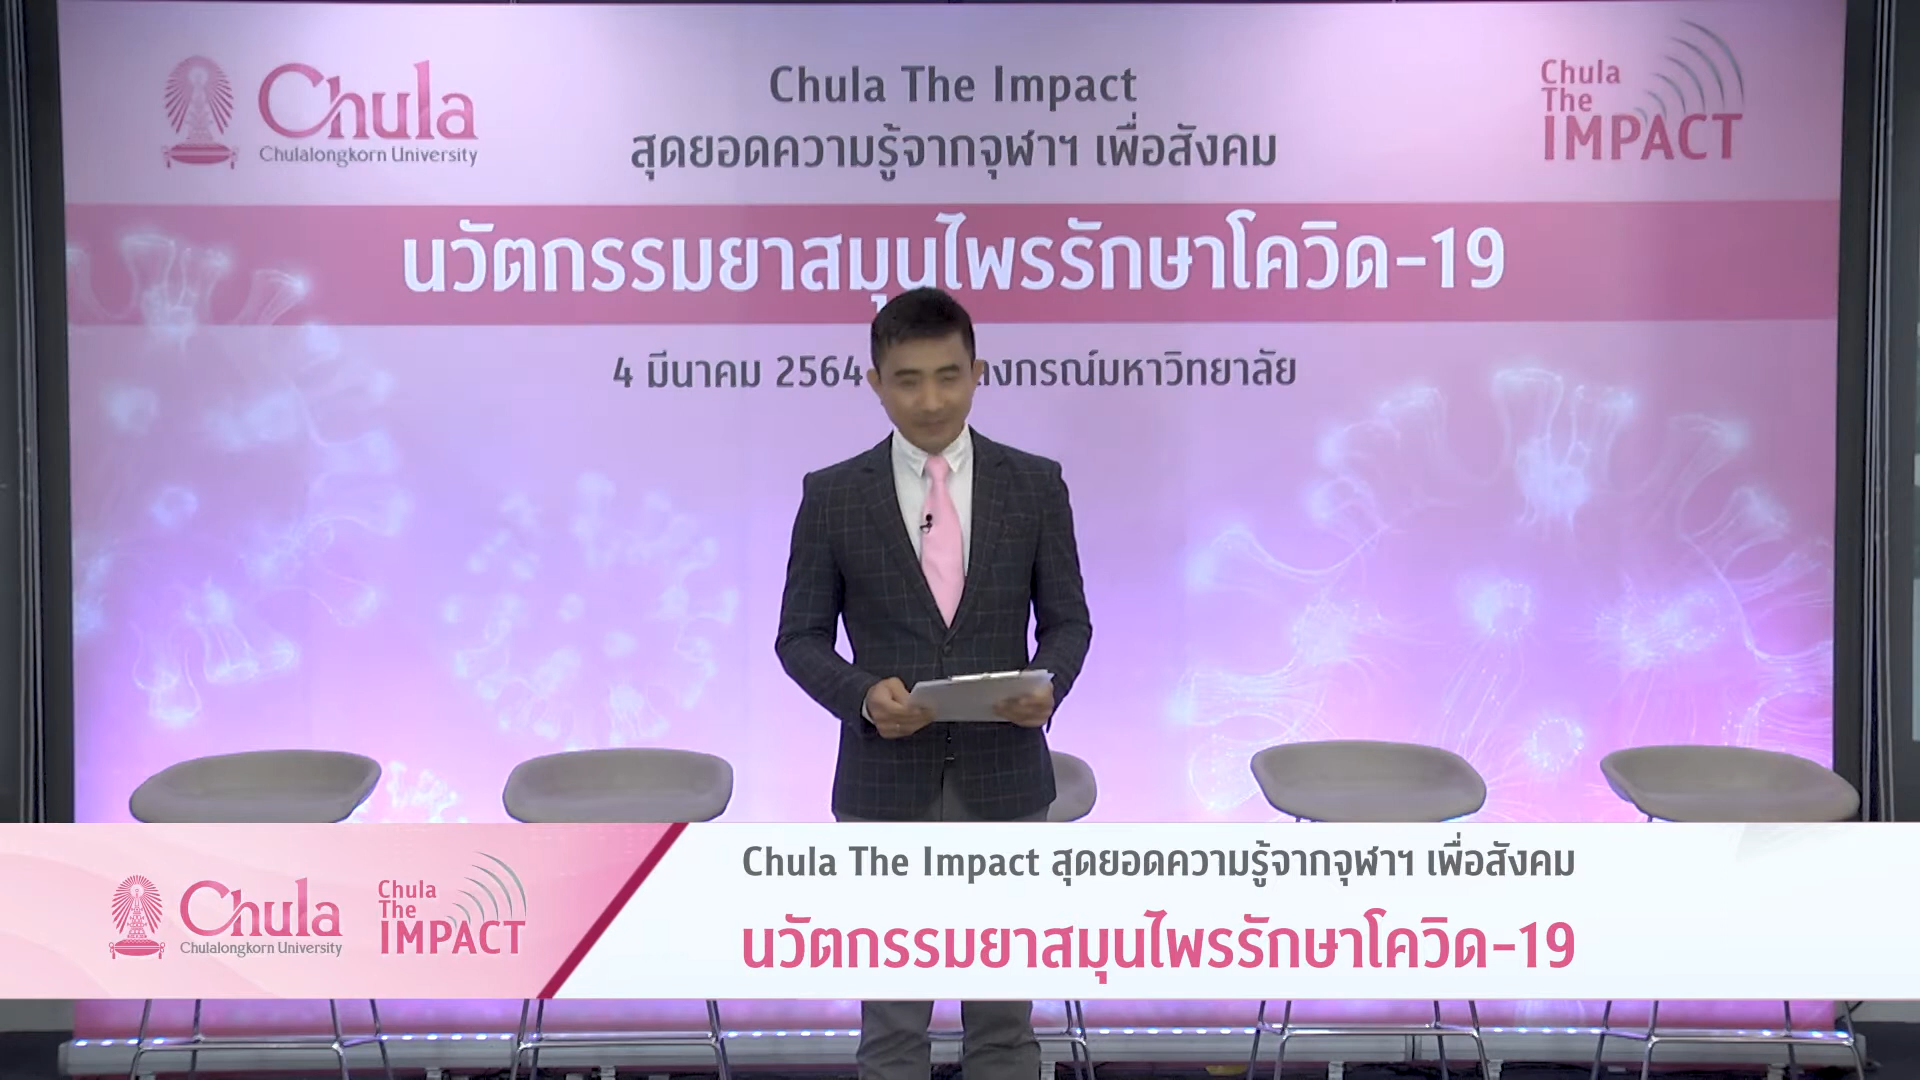 Chula
Chulalongkorn University
Chula The Impact
สุดยอดความรู้จากจุฬาฯ เพื่อสังคม
Chula
The
IMPACT
นวัตกรรมยาสมุนไพรรักษาโควิด-19
4 มีนาคม 2564 ลงกรณ์มหาวิทยาลัย
Chula
Chulalongkorn University
Chula
The
IMPACT
Chula The Impact สุดยอดความรู้จากจุฬาฯ เพื่อสังคม
นวัตกรรมยาสมุนไพรรักษาโควิด-19